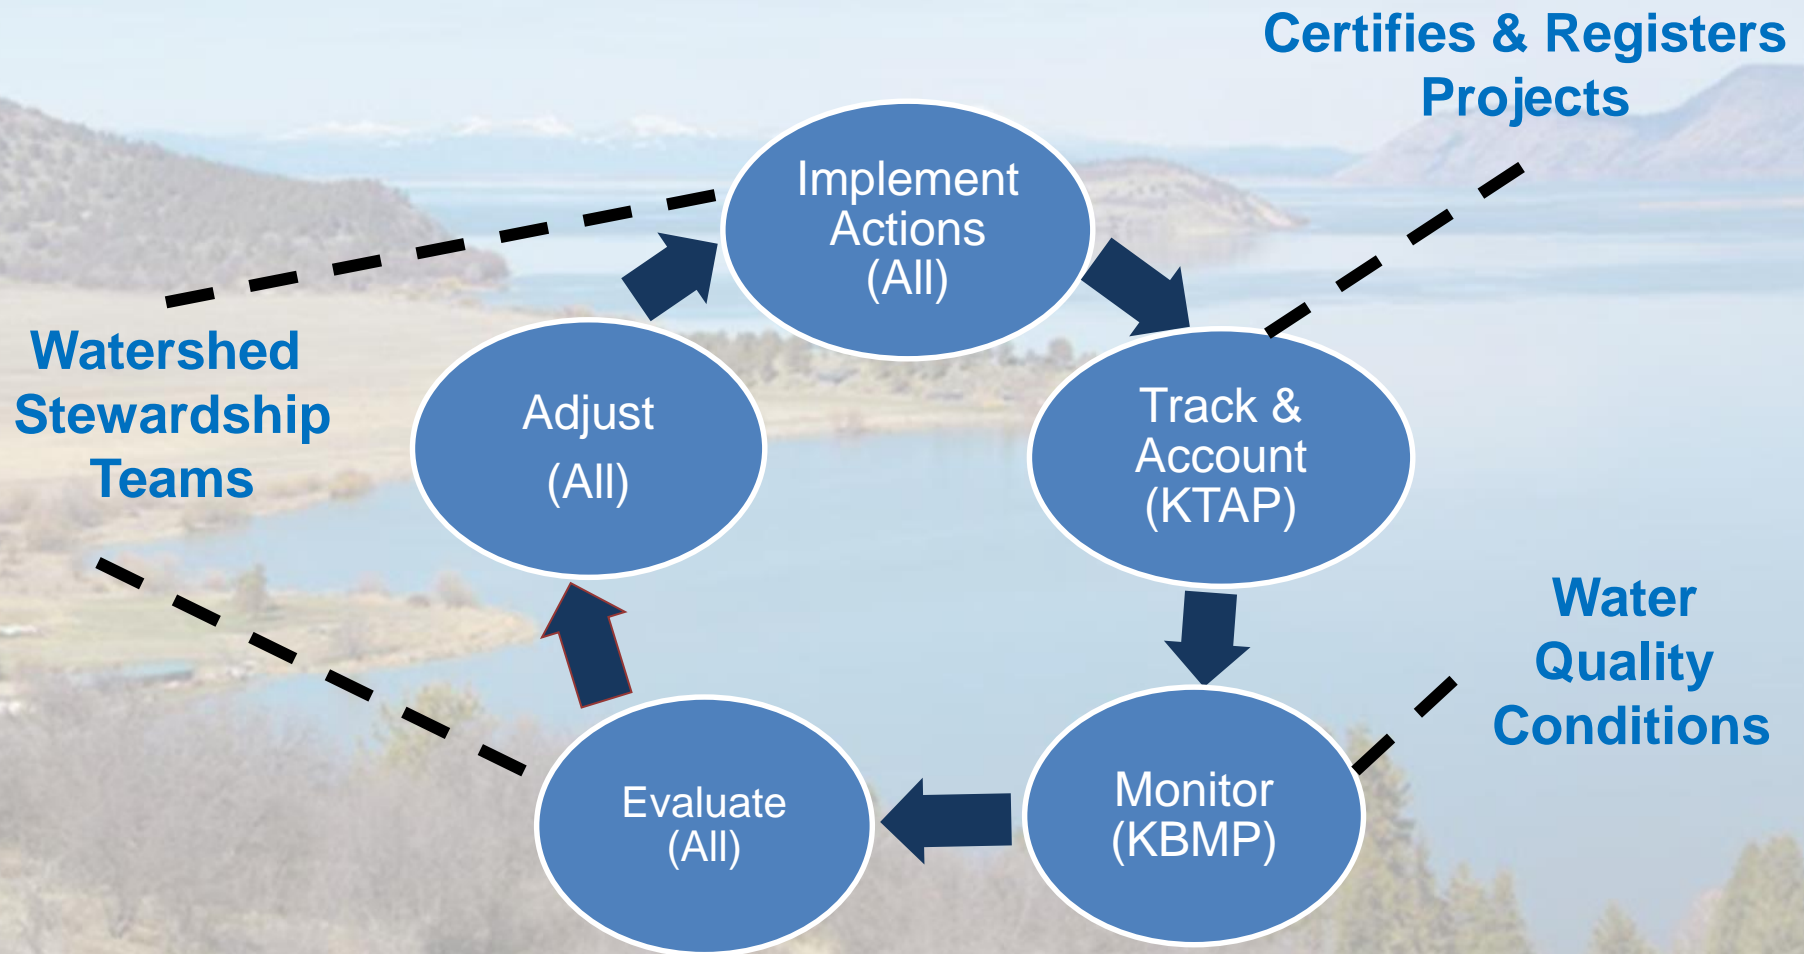 Certifies & Registers
Projects
Implement
Actions
(All)
Watershed
Stewardship
Teams
Adjust
(All)
Track &
Account
(KTAP)
Water
Quality
Conditions
Evaluate
(All)
Monitor
(KBMP)